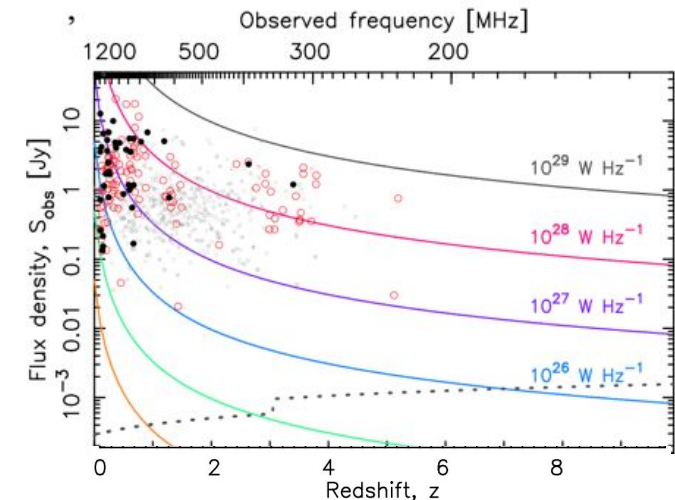 ,
Observed frequency [MHz]
1200 500 300 200
Flux density, S_obs [Jy]
10
1
0.1
0.01
10⁻³
10²⁹ W Hz⁻¹
10²⁸ W Hz⁻¹
10²⁷ W Hz⁻¹
10²⁶ W Hz⁻¹
0 2 4 6 8
Redshift, z